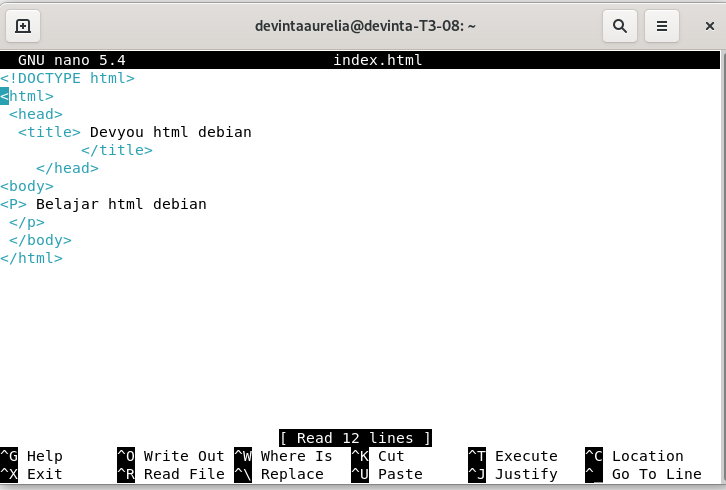 devintaaurelia@devinta-T3-08: ~
GNU nano 5.4 index.html
<!DOCTYPE html>
<html>
<head>
<title> Devyou html debian
</title>
</head>
<body>
<P> Belajar html debian
</p>
</body>
</html>
[ Read 12 lines ]
^G Help ^O Write Out ^W Where Is ^K Cut ^T Execute ^C Location
^X Exit ^R Read File ^\ Replace ^U Paste ^J Justify ^_ Go To Line